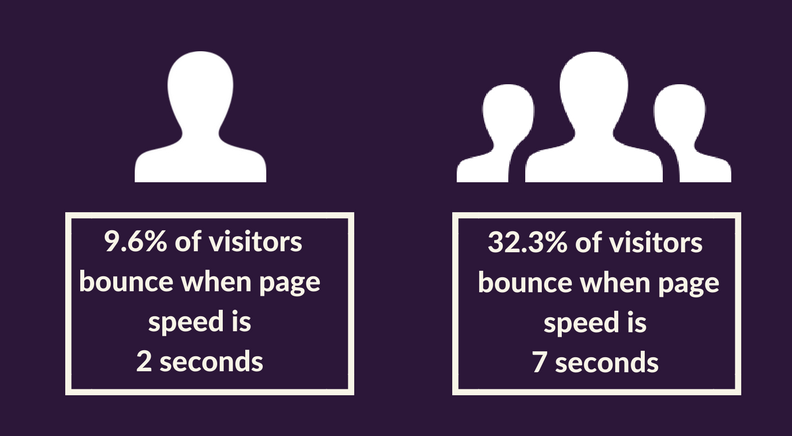 9.6% of visitors
bounce when page
speed is
2 seconds
32.3% of visitors
bounce when page
speed is
7 seconds